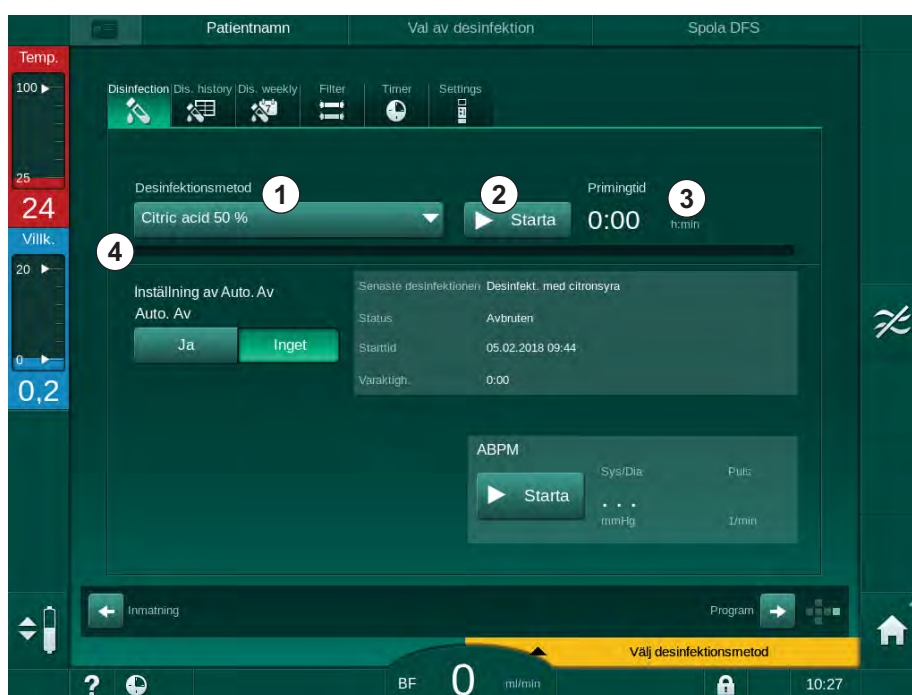 Patientnamn Val av desinfektion Spola DFS
Temp.
100
25
24
Villk.
20
0
0,2
Disinfection Dis. history Dis. weekly Filter Timer Settings
7
Desinfektionsmetod 1 2 Primingtid 3
Citric acid 50 % Starta 0:00 h:min
4
Inställning av Auto. Av
Auto. Av
Ja Inget
Senaste desinfektionen Desinfekt. med citronsyra
Status Avbruten
Starttid 05.02.2018 09:44
Varaktigh. 0:00
ABPM
Sys/Dia Puls
Starta . . .
mmHg 1/min
Inmatning Program
Välj desinfektionsmetod
? BF 0 ml/min 10:27